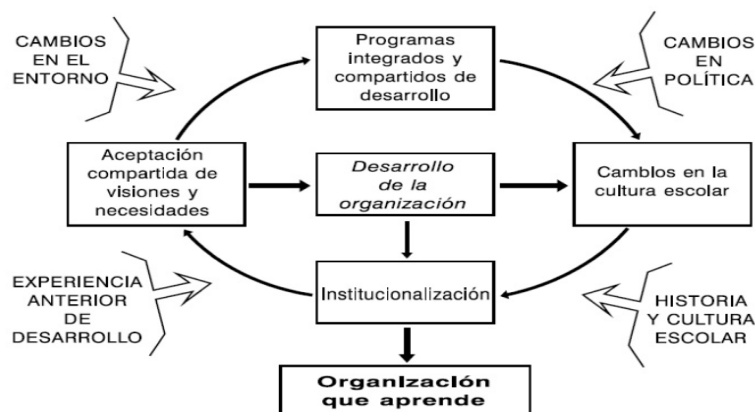 CAMBIOS
EN EL
ENTORNO
Programas
integrados y
compartidos de
desarrollo
CAMBIOS
EN
POLÍTICA
Aceptación
compartida de
visiones y
necesidades
Desarrollo
de la
organización
Cambios en la
cultura escolar
EXPERIENCIA
ANTERIOR
DE
DESARROLLO
Institucionalización
HISTORIA
Y CULTURA
ESCOLAR
Organización
que aprende